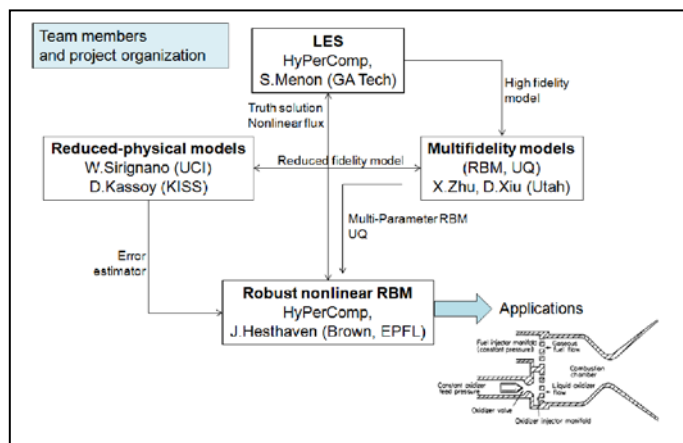 Team members
and project organization
LES
HyPerComp,
S.Menon (GA Tech)
High fidelity
model
Truth solution
Nonlinear flux
Reduced-physical models
W.Sirignano (UCI)
D.Kassoy (KISS)
Reduced fidelity model
Multifidelity models
(RBM, UQ)
X.Zhu, D.Xiu (Utah)
Multi-Parameter RBM
UQ
Error
estimator
Robust nonlinear RBM
HyPerComp,
J.Hesthaven (Brown, EPFL)
Applications
Fuel injector manifold
(constant pressure)
Gaseous
fuel flow
Combustion
chamber
Constant oxidizer
feed pressure
Liquid oxidizer
flow
Oxidizer valve
Oxidizer injector manifold